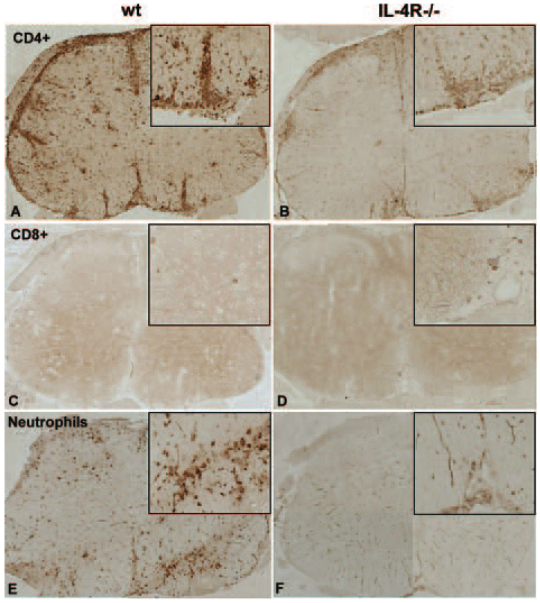 wt IL-4R-/-
CD4+
A B
CD8+
C D
Neutrophils
E F